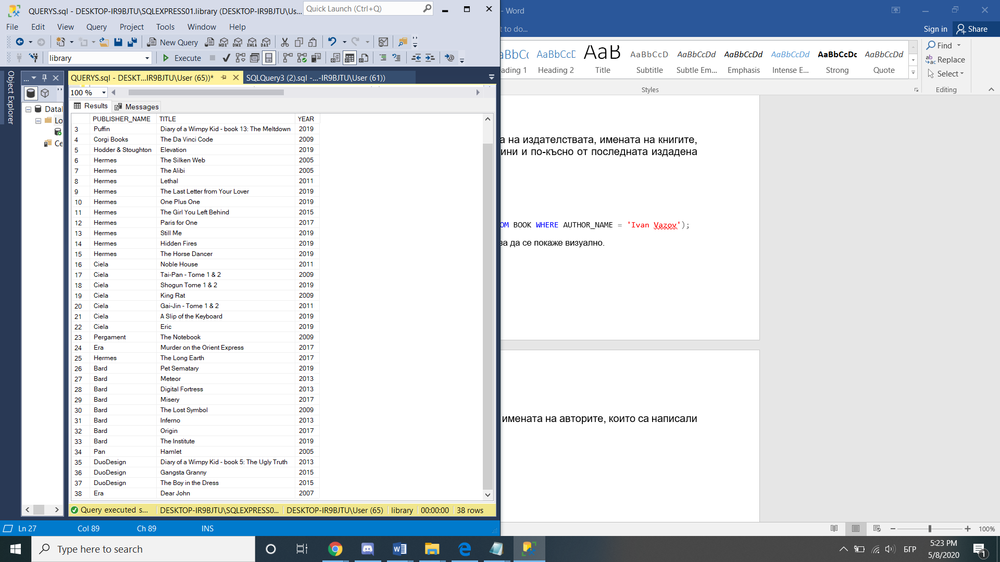 QUERYS.sql - DESKTOP-IR9BJTU\SQLEXPRESS01.library (DESKTOP-IR9BJTU\Us...
Quick Launch (Ctrl+Q)
File Edit View Query Project Tools Window Help
New Query MDX DMX XMLA DAX
library Execute
Object Explorer
...
QUERYS.sql - DESKT...IR9BJTU\User (65))*
SQLQuery3 (2).sql -...-IR9BJTU\User (61))
Datal
Lo
Ce
100 %
Results Messages
PUBLISHER_NAME TITLE YEAR
3 Puffin Diary of a Wimpy Kid - book 13: The Meltdown 2019
4 Corgi Books The Da Vinci Code 2009
5 Hodder & Stoughton Elevation 2019
6 Hermes The Silken Web 2005
7 Hermes The Alibi 2005
8 Hermes Lethal 2011
9 Hermes The Last Letter from Your Lover 2019
10 Hermes One Plus One 2019
11 Hermes The Girl You Left Behind 2015
12 Hermes Paris for One 2017
13 Hermes Still Me 2019
14 Hermes Hidden Fires 2019
15 Hermes The Horse Dancer 2019
16 Ciela Noble House 2011
17 Ciela Tai-Pan - Tome 1 & 2 2009
18 Ciela Shogun Tome 1 & 2 2019
19 Ciela King Rat 2009
20 Ciela Gai-Jin - Tome 1 & 2 2011
21 Ciela A Slip of the Keyboard 2019
22 Ciela Eric 2019
23 Pergament The Notebook 2009
24 Era Murder on the Orient Express 2017
25 Hermes The Long Earth 2017
26 Bard Pet Sematary 2019
27 Bard Meteor 2013
28 Bard Digital Fortress 2013
29 Bard Misery 2017
30 Bard The Lost Symbol 2009
31 Bard Inferno 2013
32 Bard Origin 2017
33 Bard The Institute 2019
34 Pan Hamlet 2005
35 DuoDesign Diary of a Wimpy Kid - book 5: The Ugly Truth 2013
36 DuoDesign Gangsta Granny 2015
37 DuoDesign The Boy in the Dress 2015
38 Era Dear John 2007
Query executed s... DESKTOP-IR9BJTU\SQLEXPRESS0... DESKTOP-IR9BJTU\User (65) library 00:00:00 38 rows
Ln 27 Col 89 Ch 89 INS
- Word
t to do...
Sign in Share
aBbCc AaBbCcD AaB AaBbCcD AaBbCcDd AaBbCcDd AaBbCcDd AaBbCcDc AaBbCcDd
ading 1 Heading 2 Title Subtitle Subtle Em... Emphasis Intense E... Strong Quote
Find
Replace
Select
Styles Editing
а на издателствата, имената на книгите,
ини и по-късно от последната издадена
OM BOOK WHERE AUTHOR_NAME = 'Ivan Vazov');
за да се покаже визуално.
имената на авторите, които са написали
100%
Type here to search
БГР
5:23 PM
5/8/2020
1